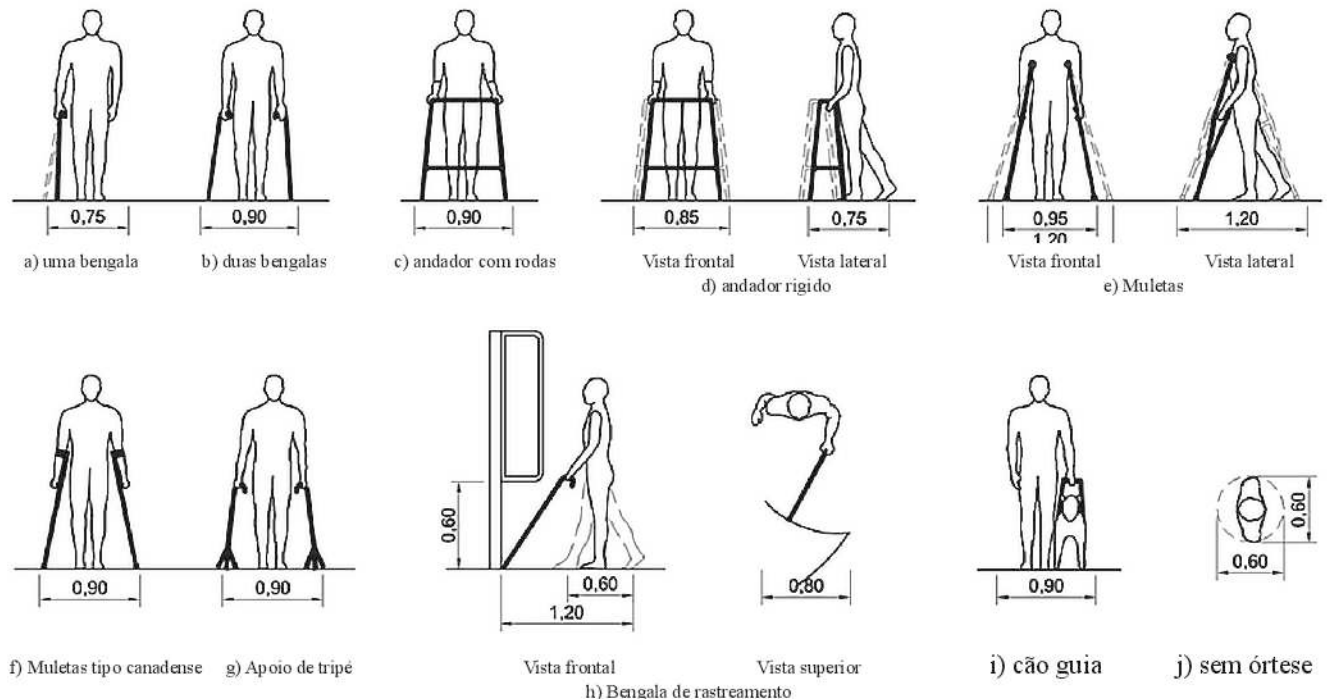 0,75
0,90
0,90
0,85
0,75
0,95
1,20
1,20
a) uma bengala
b) duas bengalas
c) andador com rodas
Vista frontal
Vista lateral
Vista frontal
Vista lateral
d) andador rigido
e) Muletas
0,60
0,60
1,20
0,80
0,90
0,90
0,90
0,60
0,60
f) Muletas tipo canadense
g) Apoio de tripé
Vista frontal
Vista superior
i) cão guia
j) sem órtese
h) Bengala de rastreamento